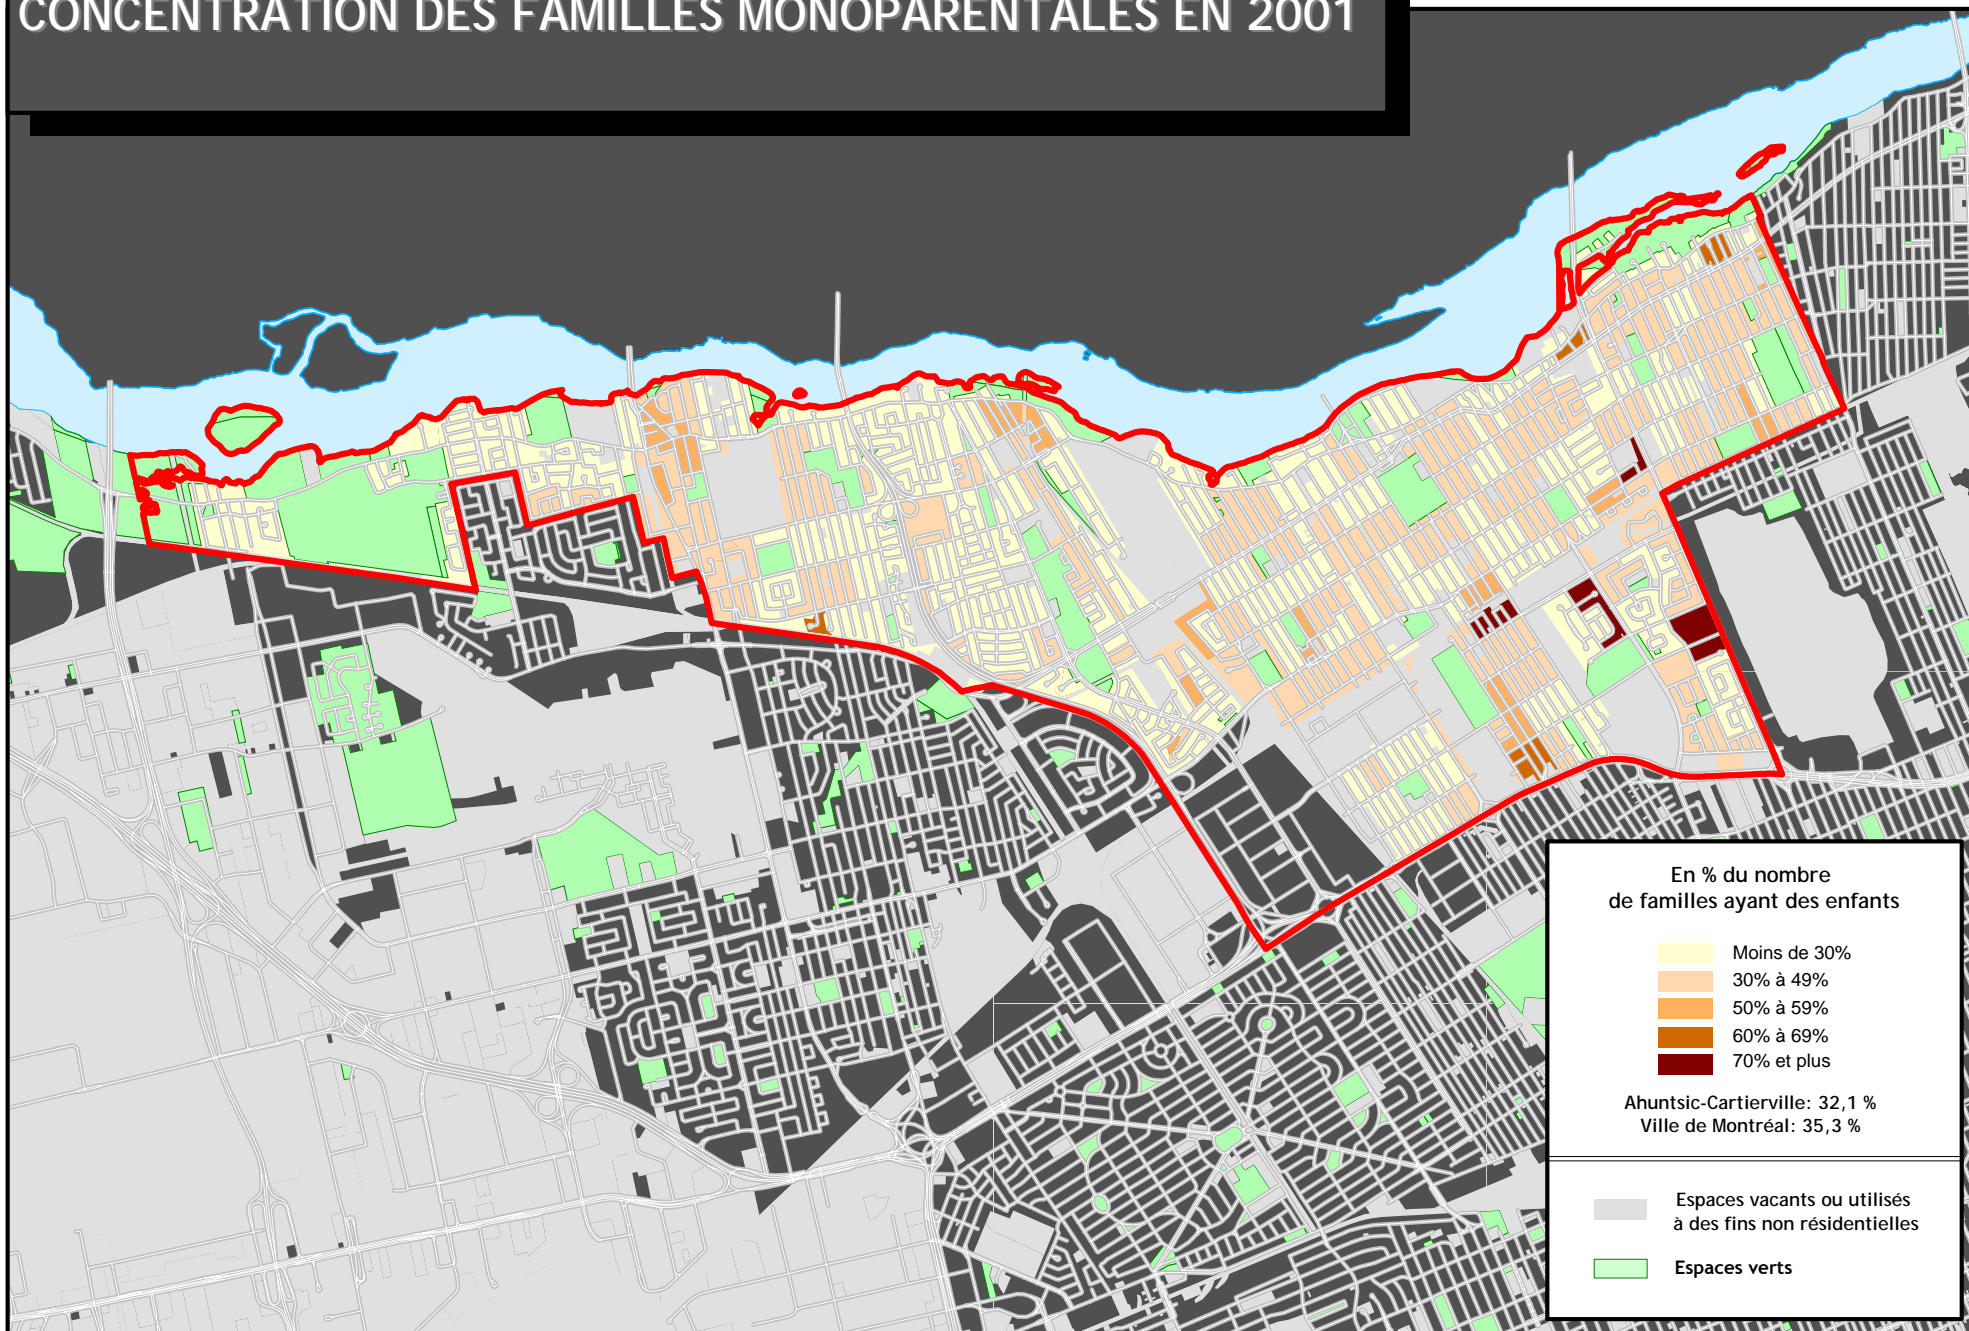 CONCENTRATION DES FAMILLES MONOPARENTALES EN 2001
En % du nombre
de familles ayant des enfants
Moins de 30%
30% à 49%
50% à 59%
60% à 69%
70% et plus
Ahuntsic-Cartierville: 32,1 %
Ville de Montréal: 35,3 %
Espaces vacants ou utilisés
à des fins non résidentielles
Espaces verts